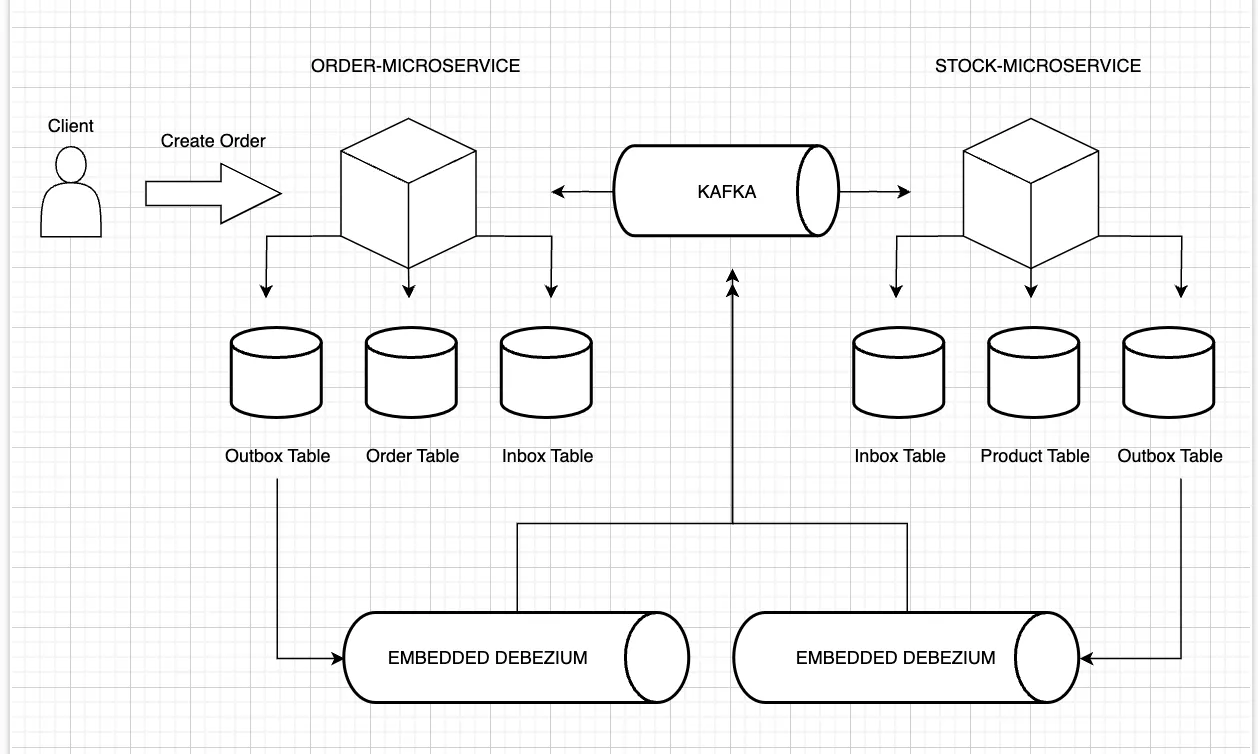 ORDER-MICROSERVICE
STOCK-MICROSERVICE
Client
Create Order
KAFKA
Outbox Table
Order Table
Inbox Table
Inbox Table
Product Table
Outbox Table
EMBEDDED DEBEZIUM
EMBEDDED DEBEZIUM